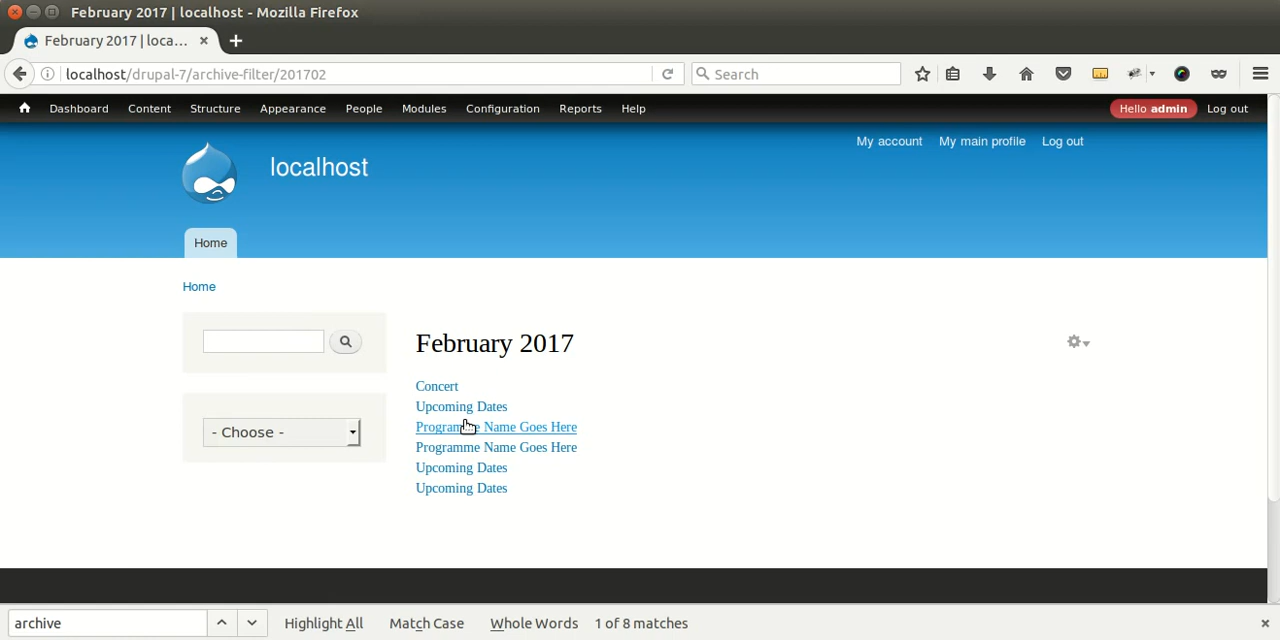 February 2017 | localhost - Mozilla Firefox
February 2017 | loca...
localhost/drupal-7/archive-filter/201702
Search
Dashboard Content Structure Appearance People Modules Configuration Reports Help Hello admin Log out
My account My main profile Log out
localhost
Home
Home
February 2017
Concert
Upcoming Dates
Programme Name Goes Here
- Choose -
Programme Name Goes Here
Upcoming Dates
Upcoming Dates
archive Highlight All Match Case Whole Words 1 of 8 matches